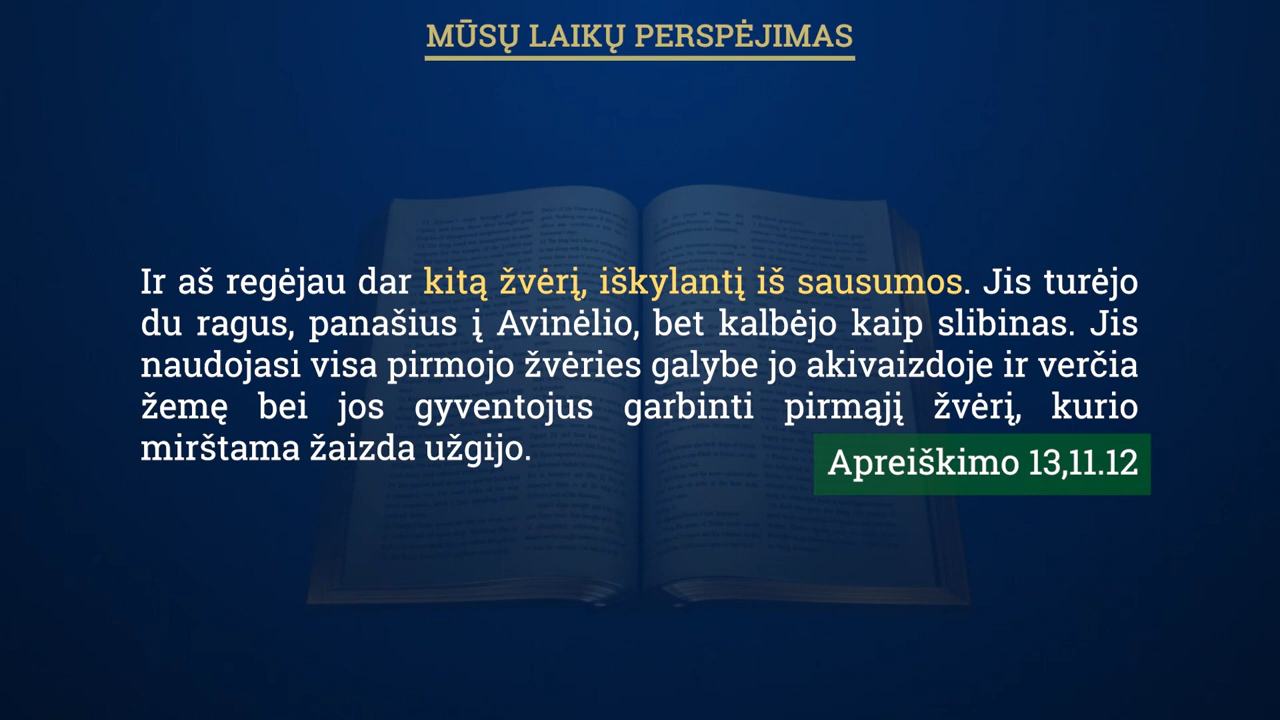 MŪSŲ LAIKŲ PERSPĖJIMAS
Ir aš regėjau dar kitą žvėrį, iškylantį iš sausumos. Jis turėjo
du ragus, panašius į Avinėlio, bet kalbėjo kaip slibinas. Jis
naudojasi visa pirmojo žvėries galybe jo akivaizdoje ir verčia
žemę bei jos gyventojus garbinti pirmąjį žvėrį, kurio
mirštama žaizda užgijo.
Apreiškimo 13,11.12